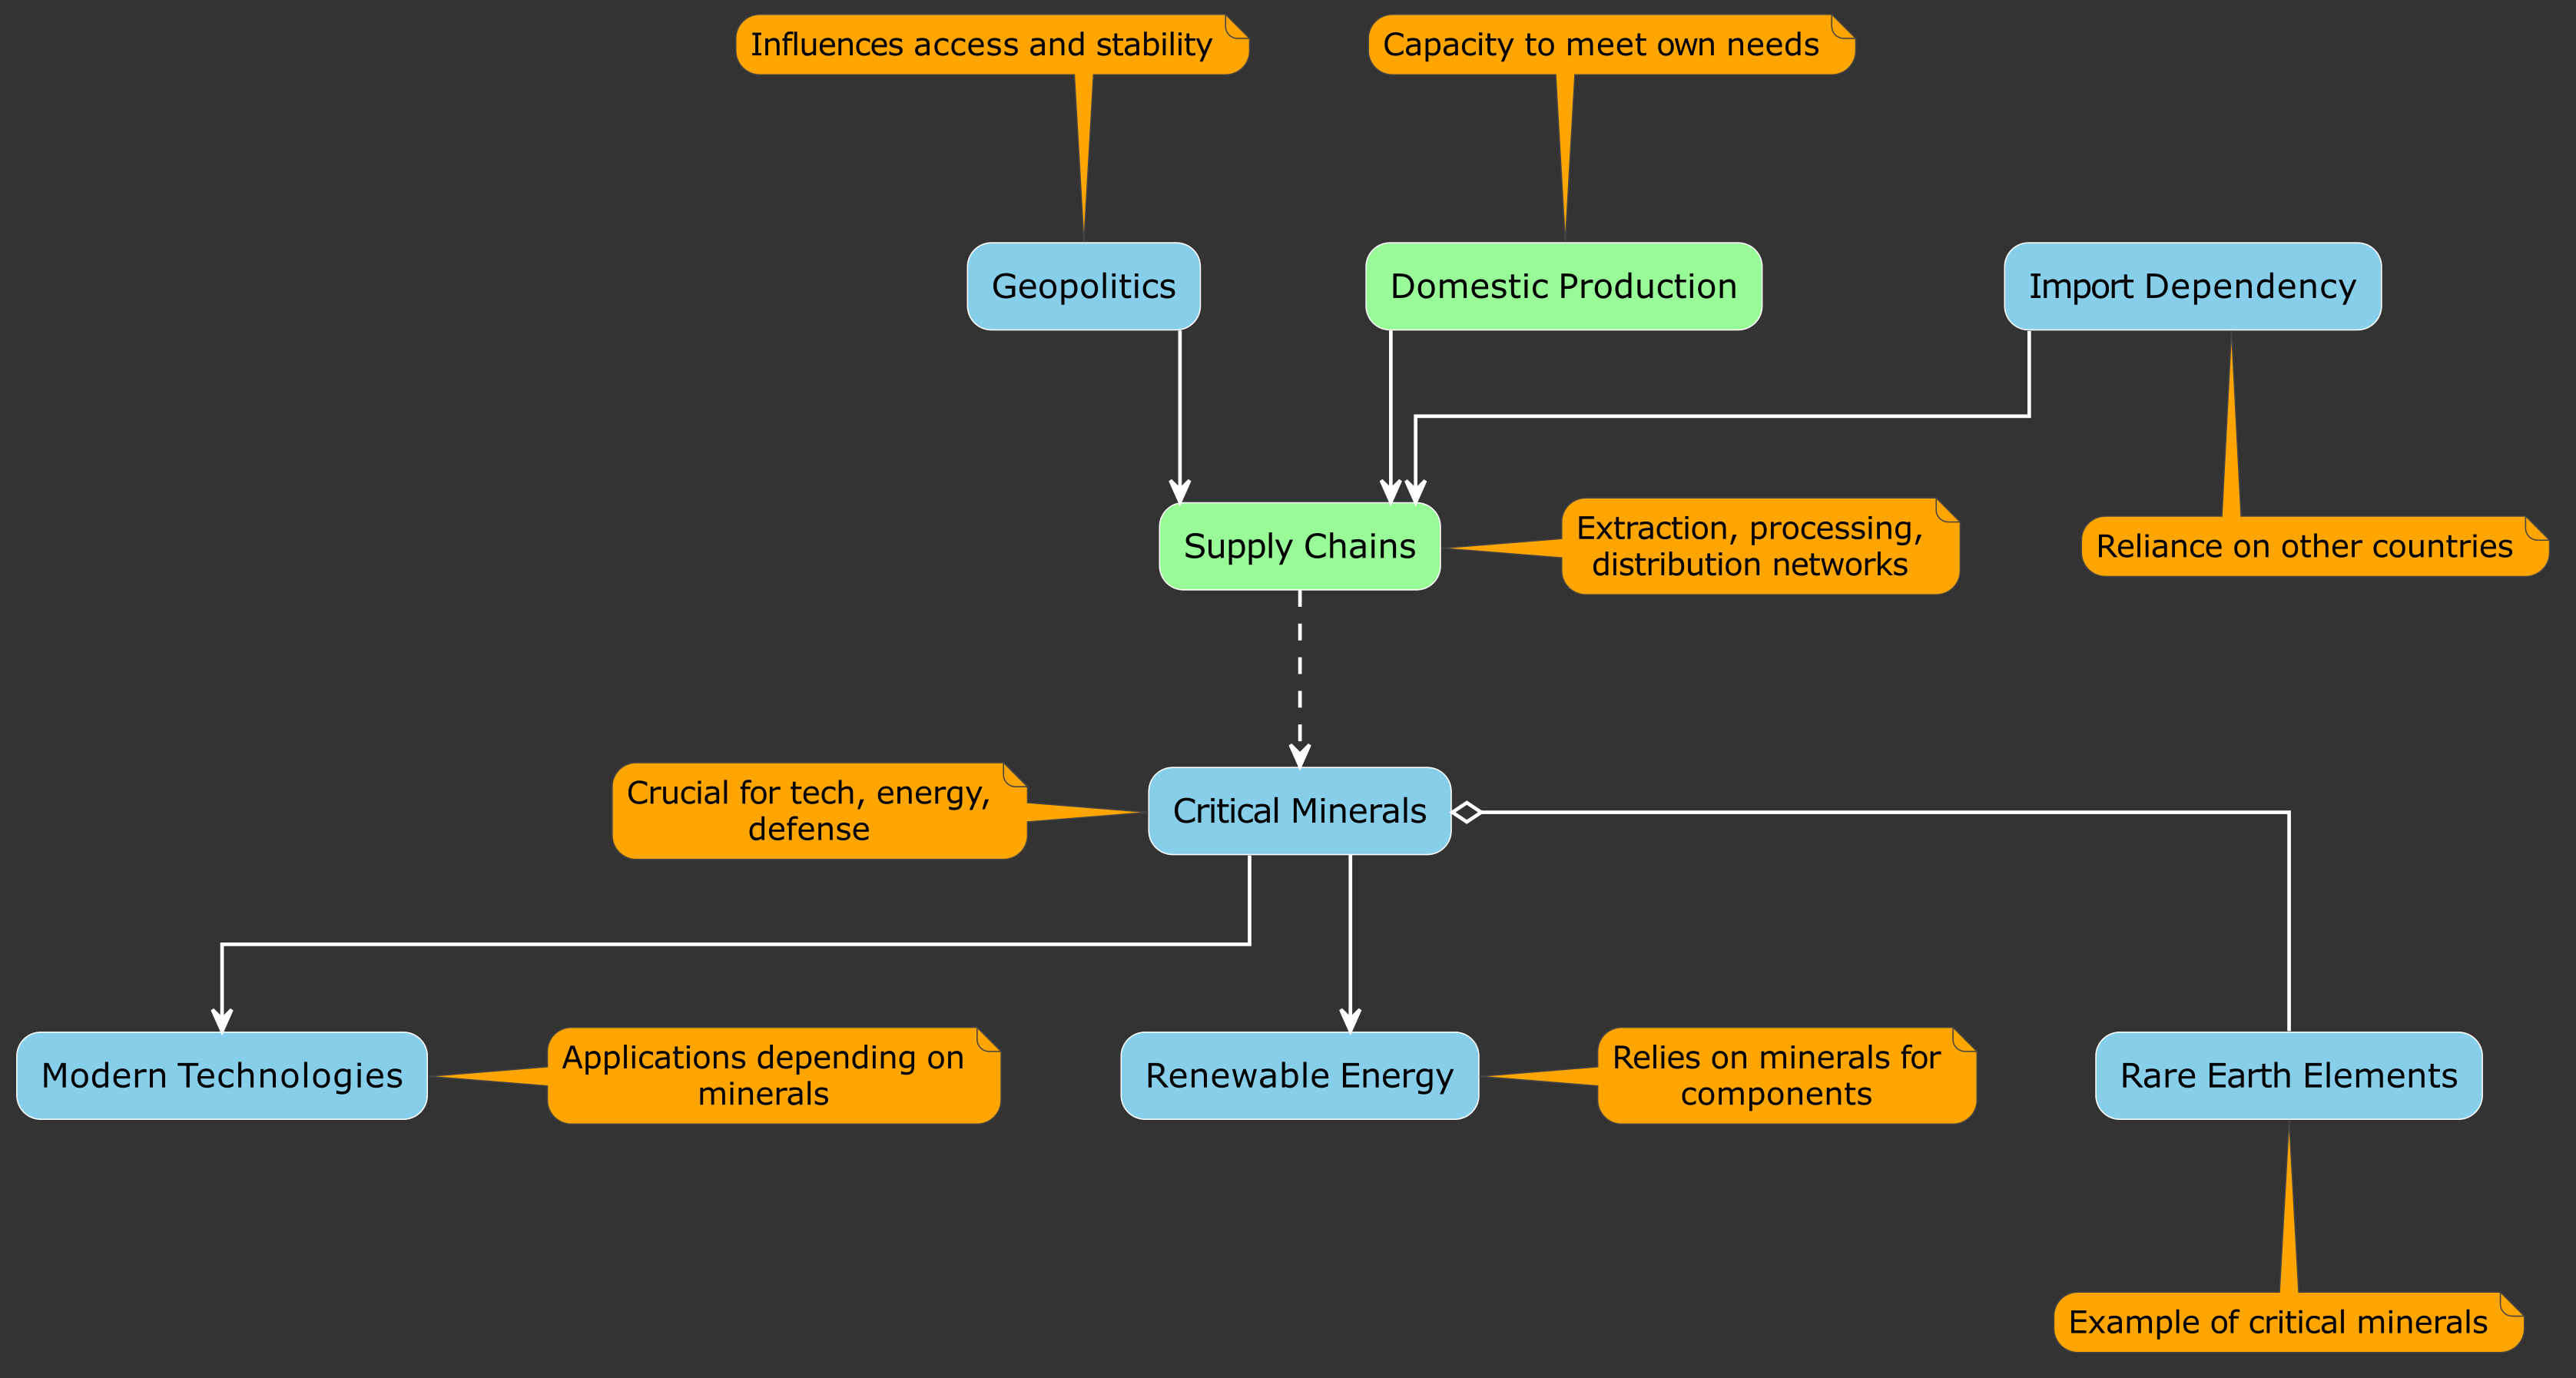 Influences access and stability
Capacity to meet own needs
Geopolitics
Domestic Production
Import Dependency
Supply Chains
Extraction, processing,
distribution networks
Reliance on other countries
Crucial for tech, energy,
defense
Critical Minerals
Modern Technologies
Applications depending on
minerals
Renewable Energy
Relies on minerals for
components
Rare Earth Elements
Example of critical minerals